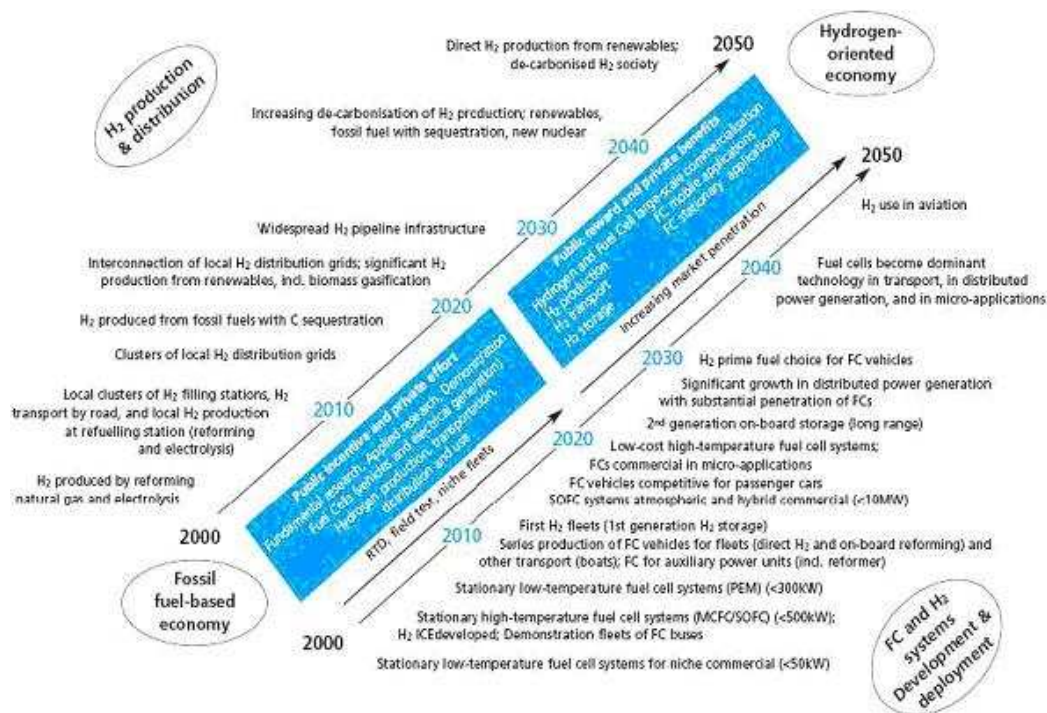 H₂ production
& distribution
Direct H₂ production from renewables;
de-carbonised H₂ society
2050
Hydrogen-
oriented
economy
Increasing de-carbonisation of H₂ production; renewables,
fossil fuel with sequestration, new nuclear
2040
Widespread H₂ pipeline infrastructure
2030
Interconnection of local H₂ distribution grids; significant H₂
production from renewables, incl. biomass gasification
2020
H₂ produced from fossil fuels with C sequestration
Clusters of local H₂ distribution grids
Local clusters of H₂ filling stations, H₂
transport by road, and local H₂ production
at refuelling station (reforming
and electrolysis)
2010
H₂ produced by reforming
natural gas and electrolysis
2000
Fossil
fuel-based
economy
Public reward and private benefits
Hydrogen and Fuel Cell large-scale commercialisation
FC mobile applications
FC stationary applications
H₂ production
H₂ transport
H₂ storage
Increasing market penetration
Public incentive and private effort
Fundamental research, Applied research, Demonstration
Fuel Cells (vehicles and electrical generation)
Hydrogen production, transportation,
distribution and use
RTD, field test, niche fleets
2050
H₂ use in aviation
2040
Fuel cells become dominant
technology in transport, in distributed
power generation, and in micro-applications
2030
H₂ prime fuel choice for FC vehicles
Significant growth in distributed power generation
with substantial penetration of FCs
2nd generation on-board storage (long range)
2020
Low-cost high-temperature fuel cell systems;
FCs commercial in micro-applications
FC vehicles competitive for passenger cars
SOFC systems atmospheric and hybrid commercial (<10MW)
2010
First H₂ fleets (1st generation H₂ storage)
Series production of FC vehicles for fleets (direct H₂ and on-board reforming) and
other transport (boats); FC for auxiliary power units (incl. reformer)
Stationary low-temperature fuel cell systems (PEM) (<300kW)
Stationary high-temperature fuel cell systems (MCFC/SOFC) (<500kW);
H₂ ICEdeveloped; Demonstration fleets of FC buses
2000
Stationary low-temperature fuel cell systems for niche commercial (<50kW)
FC and H₂
systems
Development &
deployment